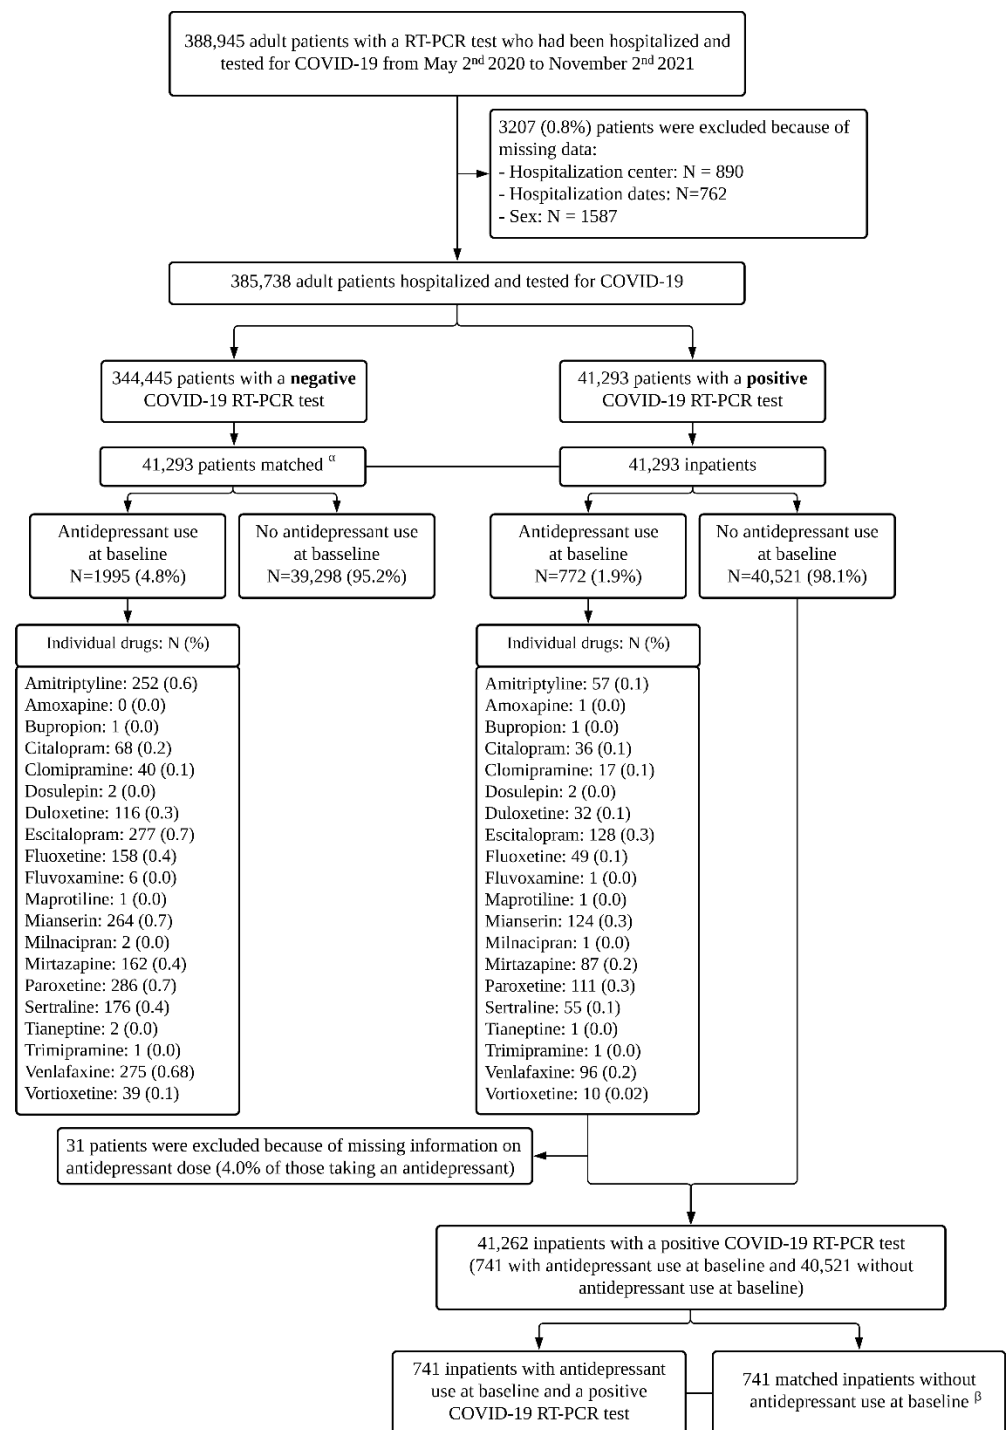 388,945 adult patients with a RT-PCR test who had been hospitalized and
tested for COVID-19 from May 2nd 2020 to November 2nd 2021
3207 (0.8%) patients were excluded because of
missing data:
- Hospitalization center: N = 890
- Hospitalization dates: N=762
- Sex: N = 1587
385,738 adult patients hospitalized and tested for COVID-19
344,445 patients with a negative
COVID-19 RT-PCR test
41,293 patients with a positive
COVID-19 RT-PCR test
41,293 patients matched α
41,293 inpatients
Antidepressant use
at baseline
N=1995 (4.8%)
No antidepressant use
at basseline
N=39,298 (95.2%)
Antidepressant use
at baseline
N=772 (1.9%)
No antidepressant use
at baseline
N=40,521 (98.1%)
Individual drugs: N (%)
Amitriptyline: 252 (0.6)
Amoxapine: 0 (0.0)
Bupropion: 1 (0.0)
Citalopram: 68 (0.2)
Clomipramine: 40 (0.1)
Dosulepin: 2 (0.0)
Duloxetine: 116 (0.3)
Escitalopram: 277 (0.7)
Fluoxetine: 158 (0.4)
Fluvoxamine: 6 (0.0)
Maprotiline: 1 (0.0)
Mianserin: 264 (0.7)
Milnacipran: 2 (0.0)
Mirtazapine: 162 (0.4)
Paroxetine: 286 (0.7)
Sertraline: 176 (0.4)
Tianeptine: 2 (0.0)
Trimipramine: 1 (0.0)
Venlafaxine: 275 (0.68)
Vortioxetine: 39 (0.1)
Individual drugs: N (%)
Amitriptyline: 57 (0.1)
Amoxapine: 1 (0.0)
Bupropion: 1 (0.0)
Citalopram: 36 (0.1)
Clomipramine: 17 (0.1)
Dosulepin: 2 (0.0)
Duloxetine: 32 (0.1)
Escitalopram: 128 (0.3)
Fluoxetine: 49 (0.1)
Fluvoxamine: 1 (0.0)
Maprotiline: 1 (0.0)
Mianserin: 124 (0.3)
Milnacipran: 1 (0.0)
Mirtazapine: 87 (0.2)
Paroxetine: 111 (0.3)
Sertraline: 55 (0.1)
Tianeptine: 1 (0.0)
Trimipramine: 1 (0.0)
Venlafaxine: 96 (0.2)
Vortioxetine: 10 (0.02)
31 patients were excluded because of missing information on
antidepressant dose (4.0% of those taking an antidepressant)
41,262 inpatients with a positive COVID-19 RT-PCR test
(741 with antidepressant use at baseline and 40,521 without
antidepressant use at baseline)
741 inpatients with antidepressant
use at baseline and a positive
COVID-19 RT-PCR test
741 matched inpatients without
antidepressant use at baseline β